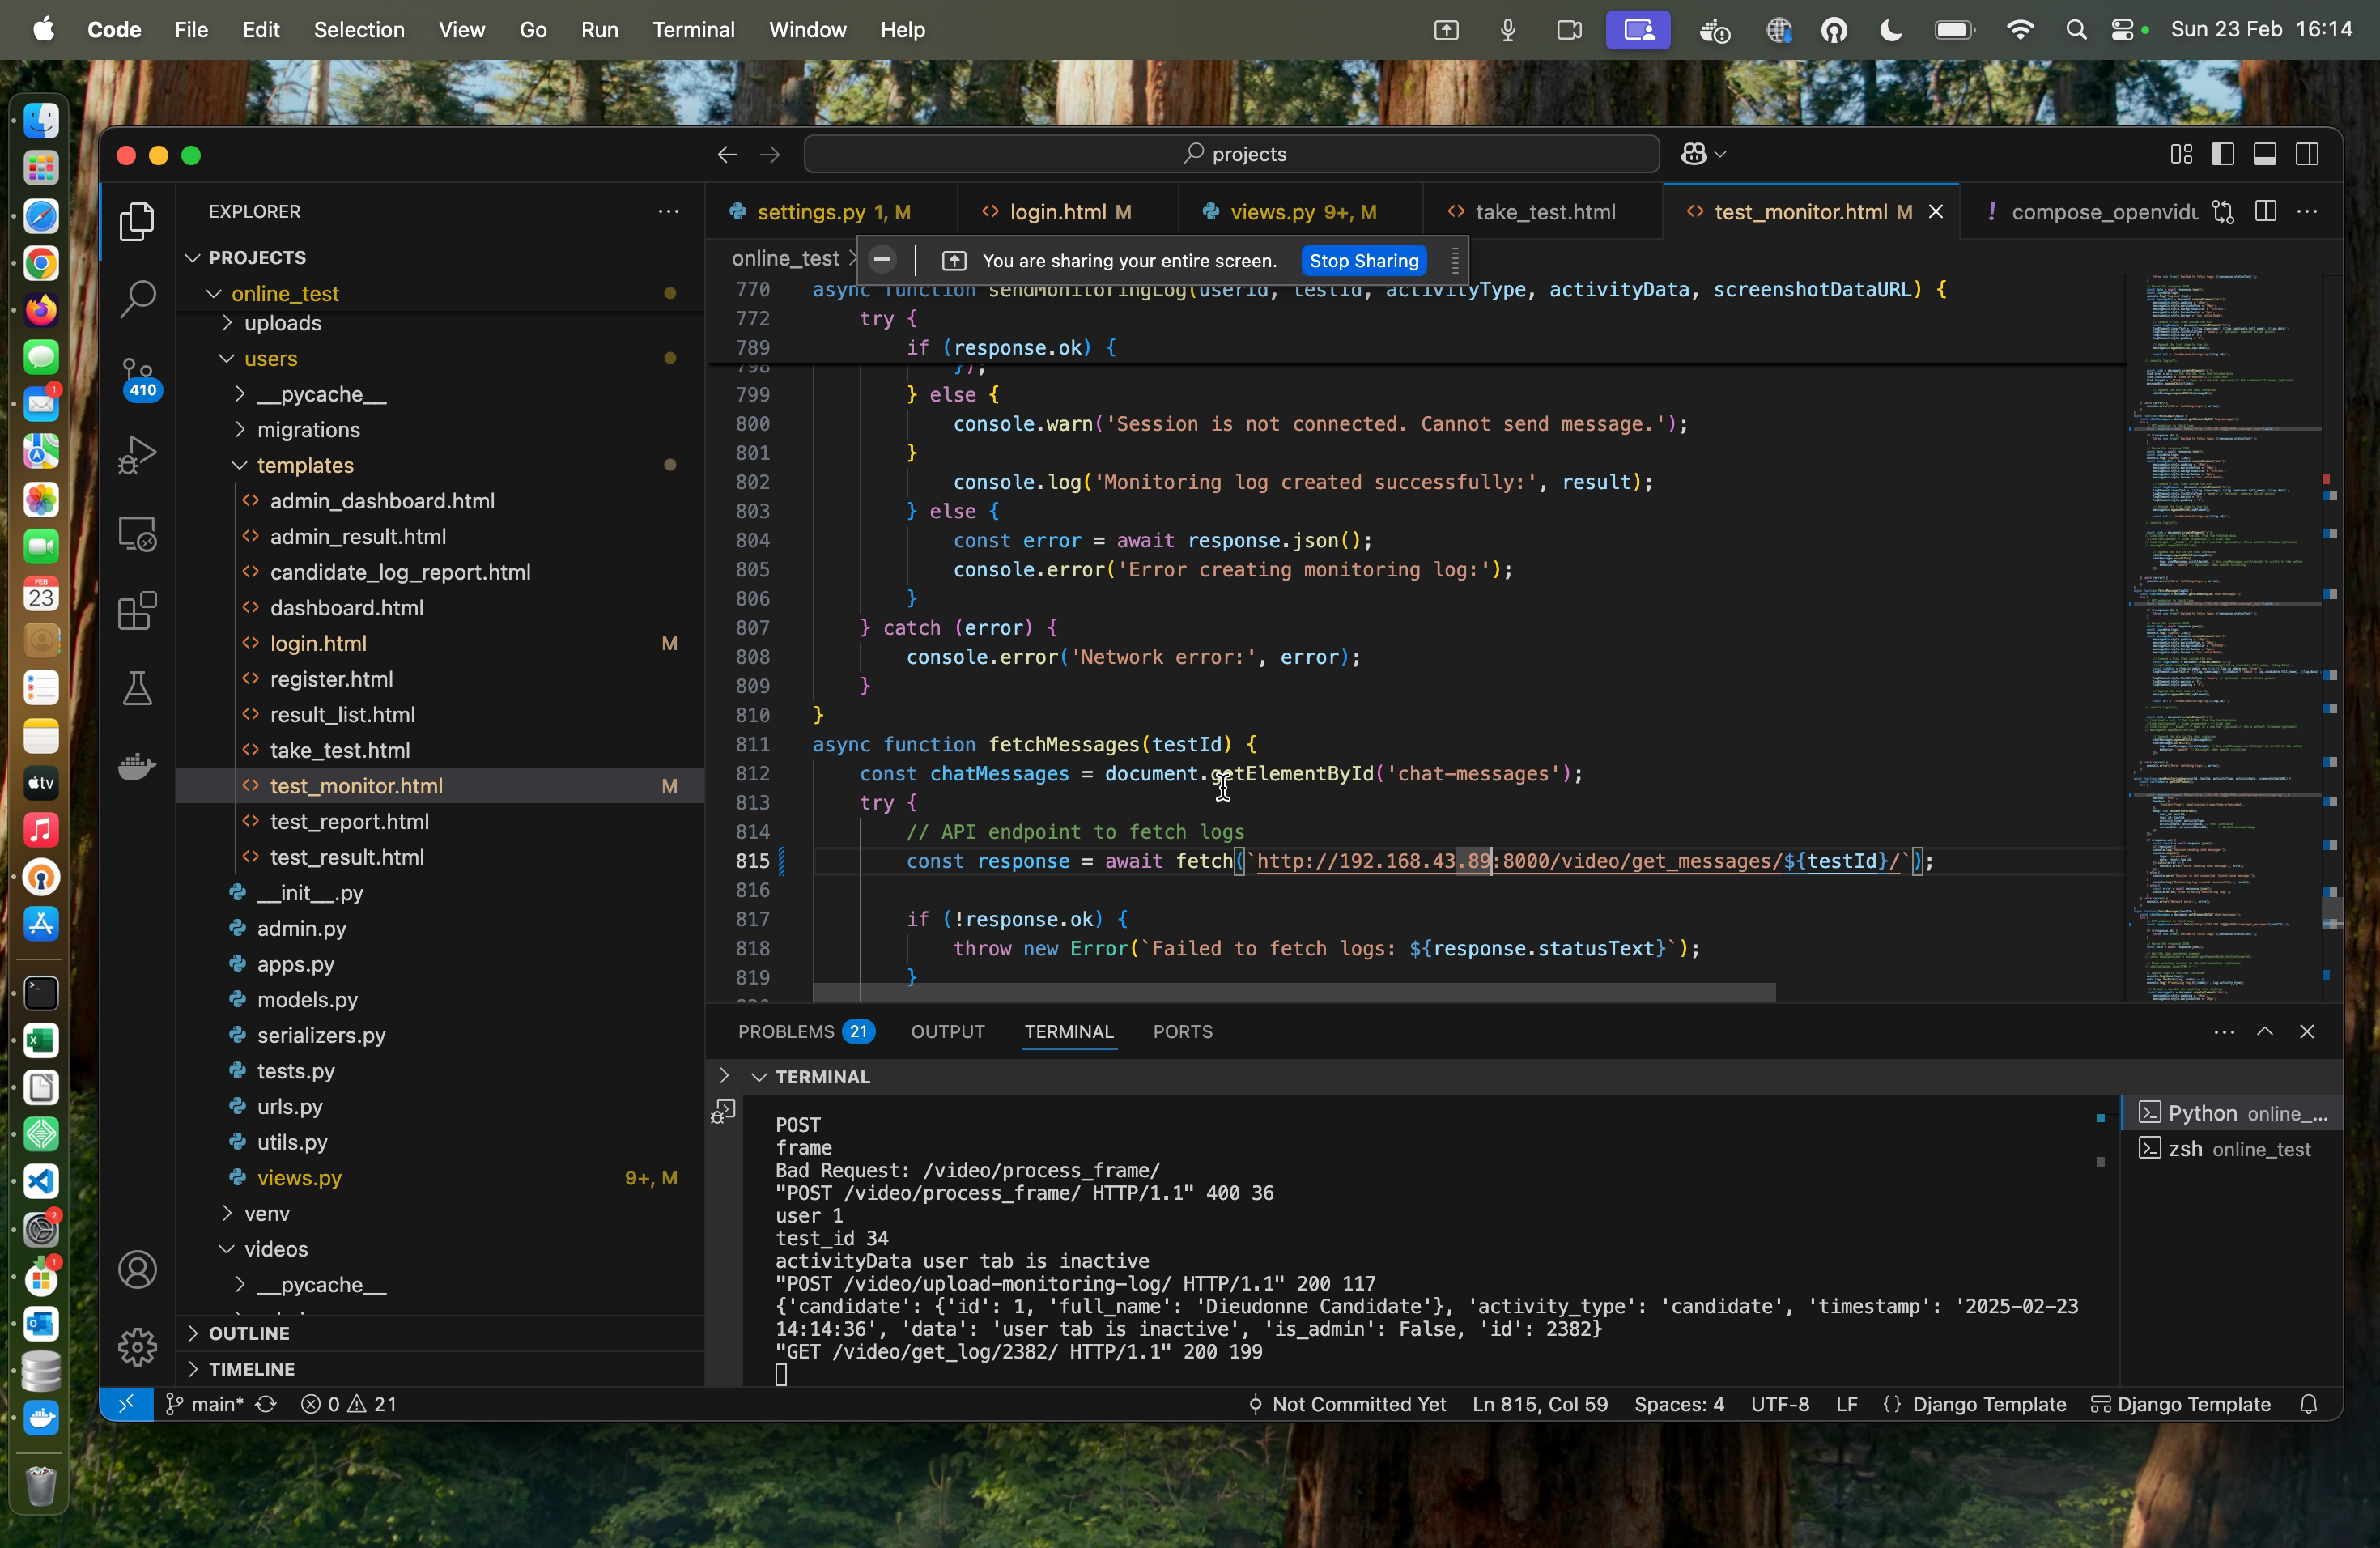 Code File Edit Selection View Go Run Terminal Window Help Sun 23 Feb 16:14
projects
EXPLORER
PROJECTS
online_test
uploads
users
__pycache__
migrations
templates
admin_dashboard.html
admin_result.html
candidate_log_report.html
dashboard.html
login.html M
register.html
result_list.html
take_test.html
test_monitor.html M
test_report.html
test_result.html
__init__.py
admin.py
apps.py
models.py
serializers.py
tests.py
urls.py
utils.py
views.py 9+, M
venv
videos
__pycache__
OUTLINE
TIMELINE
410
FEB
23
tv
1
2
1
settings.py 1, M login.html M views.py 9+, M take_test.html test_monitor.html M ! compose_openvidu
online_test
You are sharing your entire screen. Stop Sharing
770 async function sendMonitoringLog(userId, testId, activityType, activityData, screenshotDataURL) {
772 try {
789 if (response.ok) {
798 });
799 } else {
800 console.warn('Session is not connected. Cannot send message.');
801 }
802 console.log('Monitoring log created successfully:', result);
803 } else {
804 const error = await response.json();
805 console.error('Error creating monitoring log:');
806 }
807 } catch (error) {
808 console.error('Network error:', error);
809 }
810 }
811 async function fetchMessages(testId) {
812 const chatMessages = document.getElementById('chat-messages');
813 try {
814 // API endpoint to fetch logs
815 const response = await fetch(`http://192.168.43.89:8000/video/get_messages/${testId}/`);
816
817 if (!response.ok) {
818 throw new Error(`Failed to fetch logs: ${response.statusText}`);
819 }
PROBLEMS 21 OUTPUT TERMINAL PORTS
TERMINAL
POST
frame
Bad Request: /video/process_frame/
"POST /video/process_frame/ HTTP/1.1" 400 36
user 1
test_id 34
activityData user tab is inactive
"POST /video/upload-monitoring-log/ HTTP/1.1" 200 117
{'candidate': {'id': 1, 'full_name': 'Dieudonne Candidate'}, 'activity_type': 'candidate', 'timestamp': '2025-02-23
14:14:36', 'data': 'user tab is inactive', 'is_admin': False, 'id': 2382}
"GET /video/get_log/2382/ HTTP/1.1" 200 199
Python online_...
zsh online_test
main* 0 21 Not Committed Yet Ln 815, Col 59 Spaces: 4 UTF-8 LF {} Django Template Django Template